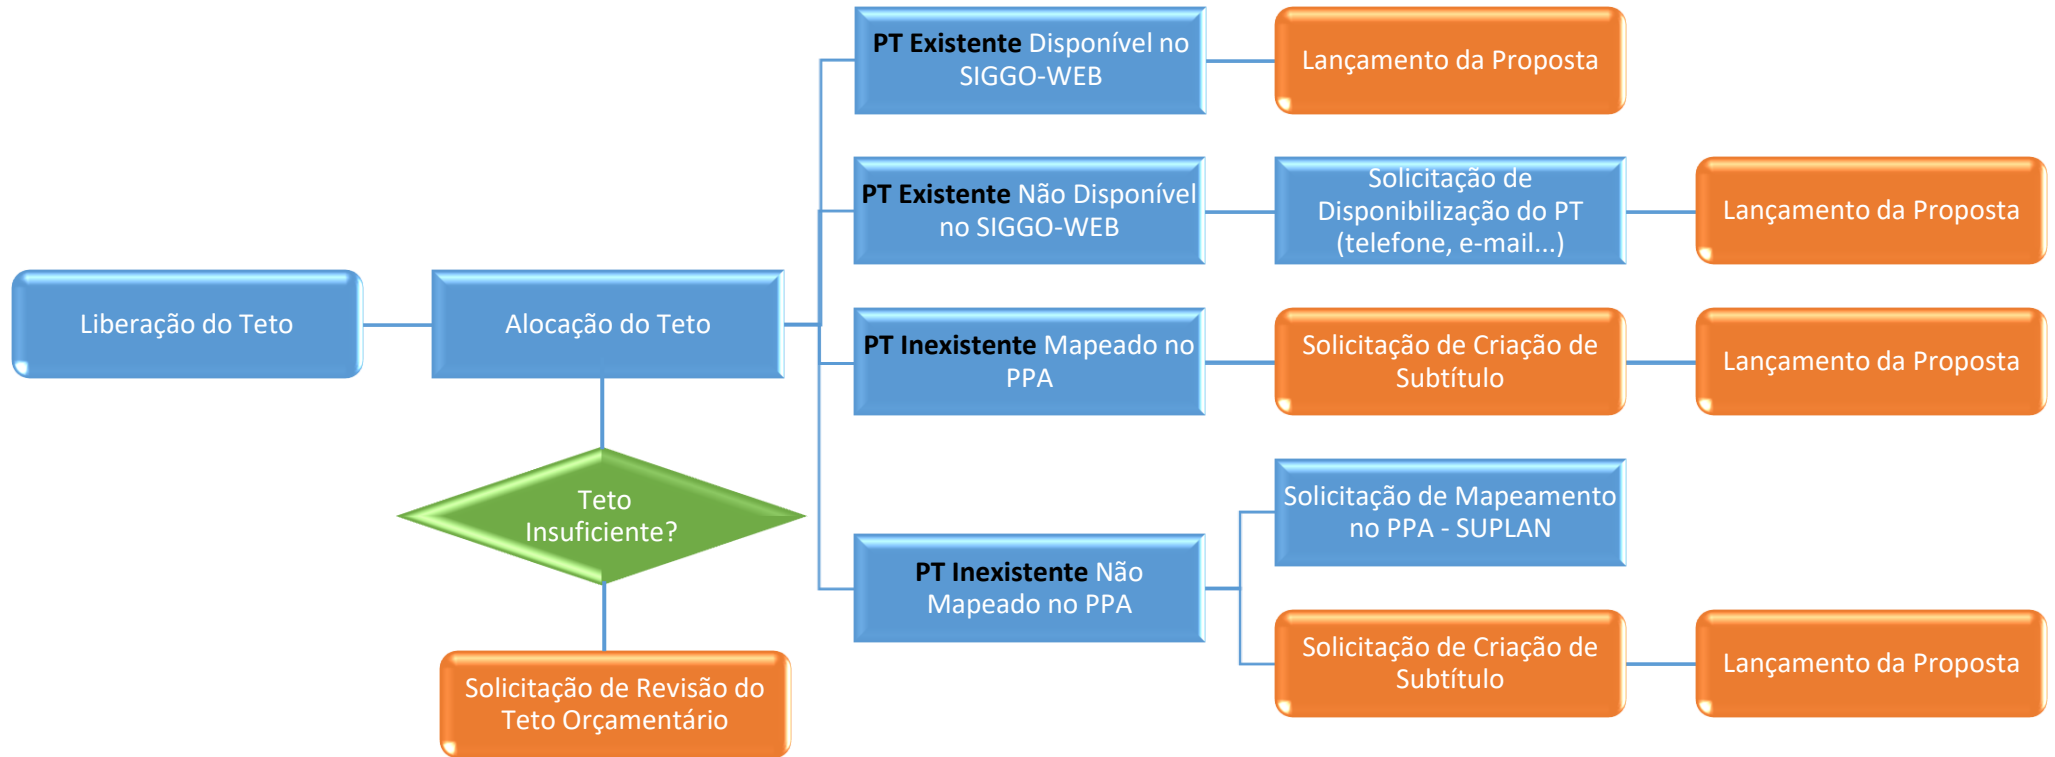 Liberação do Teto
Alocação do Teto
Teto
Insuficiente?
Solicitação de Revisão do
Teto Orçamentário
PT Existente Disponível no
SIGGO-WEB
Lançamento da Proposta
PT Existente Não Disponível
no SIGGO-WEB
Solicitação de
Disponibilização do PT
(telefone, e-mail...)
Lançamento da Proposta
PT Inexistente Mapeado no
PPA
Solicitação de Criação de
Subtítulo
Lançamento da Proposta
PT Inexistente Não
Mapeado no PPA
Solicitação de Mapeamento
no PPA - SUPLAN
Solicitação de Criação de
Subtítulo
Lançamento da Proposta